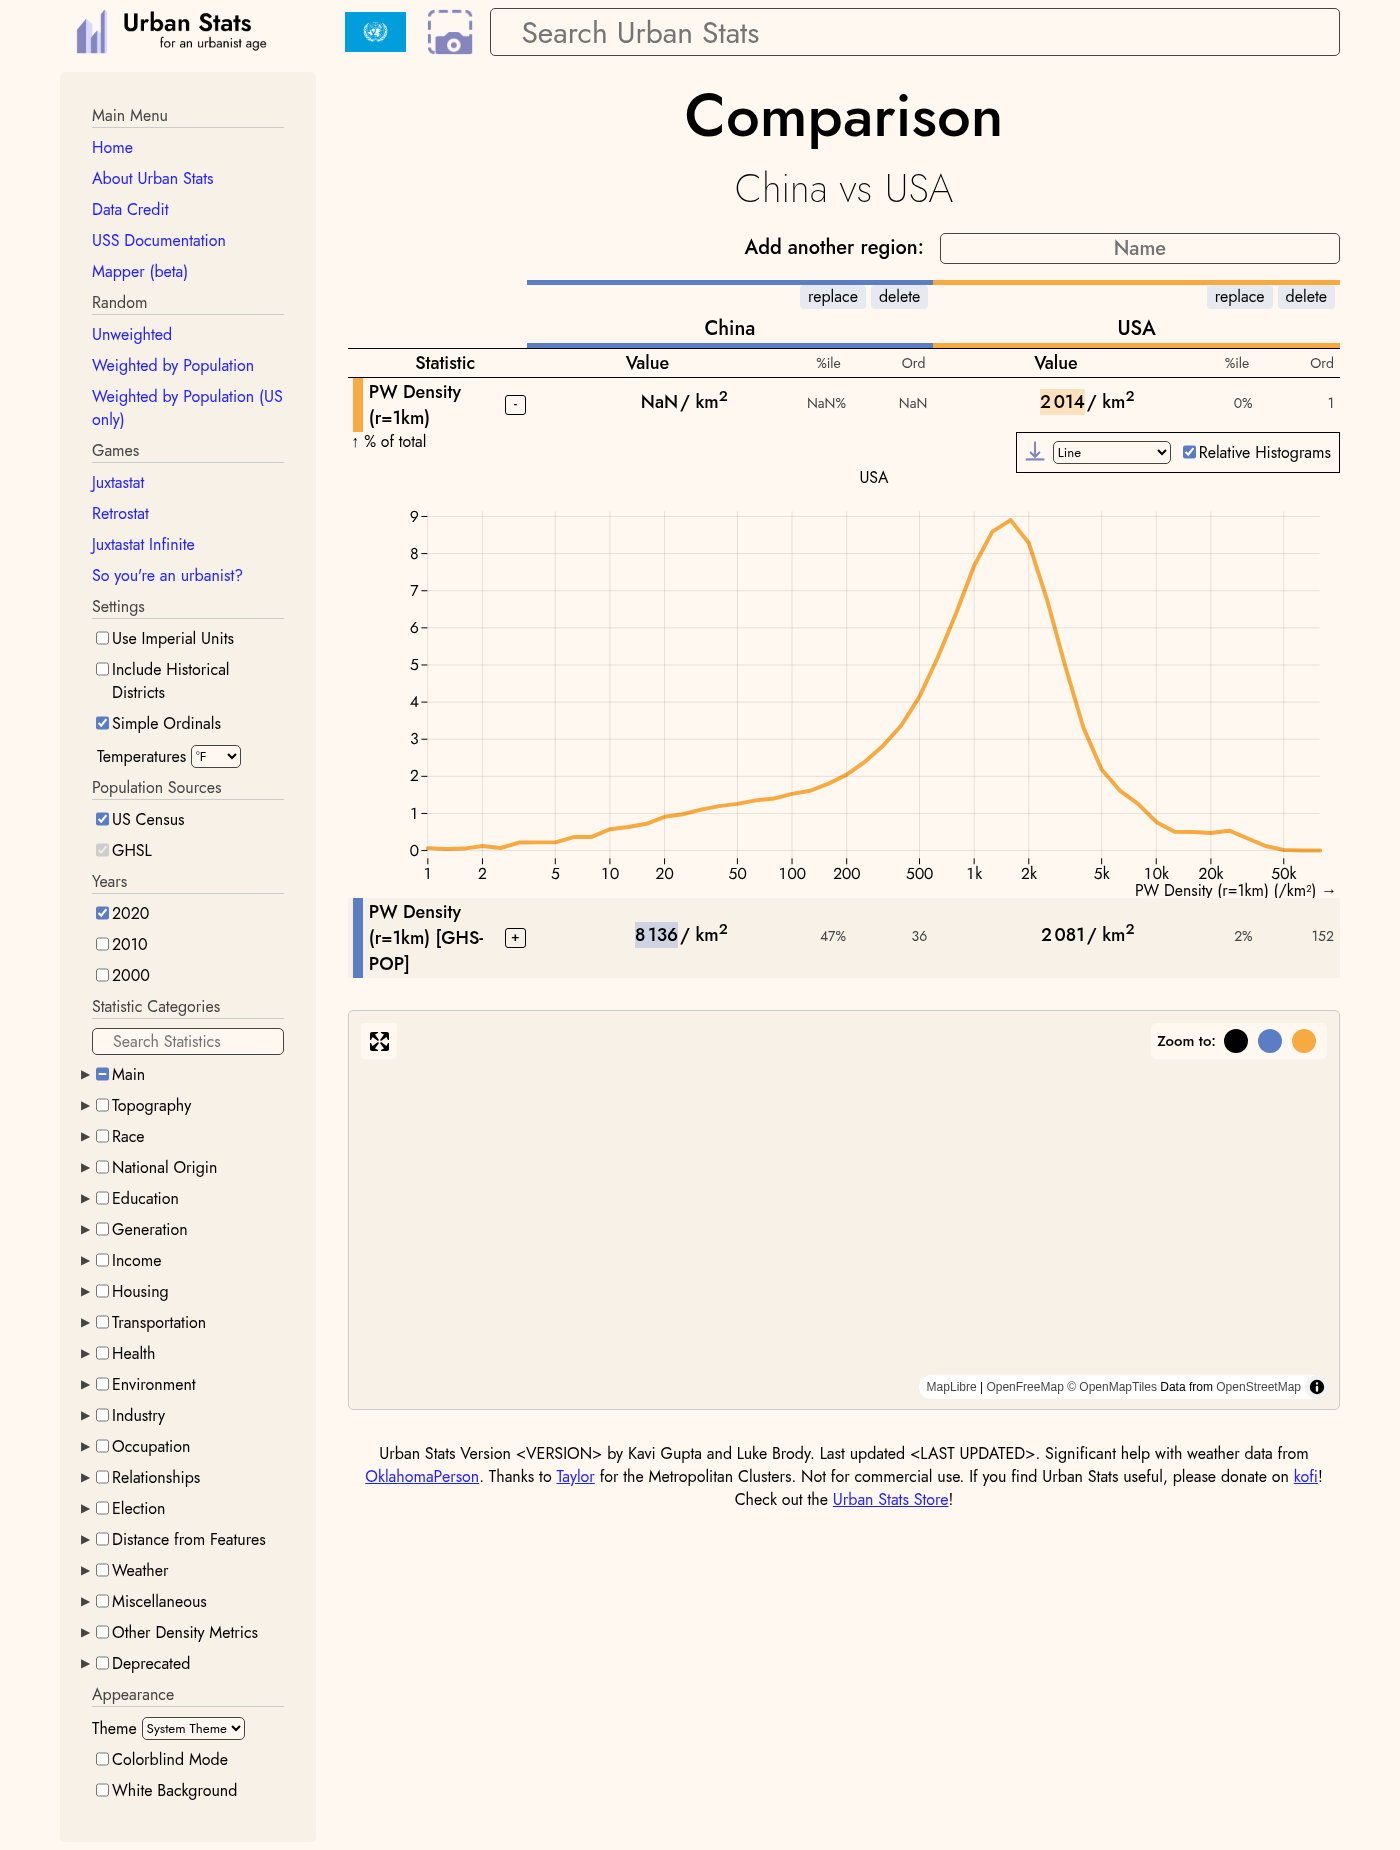 Urban Stats
for an urbanist age
Search Urban Stats
Main Menu
Home
About Urban Stats
Data Credit
USS Documentation
Mapper (beta)
Random
Unweighted
Weighted by Population
Weighted by Population (US
only)
Games
Juxtastat
Retrostat
Juxtastat Infinite
So you're an urbanist?
Settings
Use Imperial Units
Include Historical
Districts
Simple Ordinals
Temperatures °F
Population Sources
US Census
GHSL
Years
2020
2010
2000
Statistic Categories
Search Statistics
Main
Topography
Race
National Origin
Education
Generation
Income
Housing
Transportation
Health
Environment
Industry
Occupation
Relationships
Election
Distance from Features
Weather
Miscellaneous
Other Density Metrics
Deprecated
Appearance
Theme System Theme
Colorblind Mode
White Background
Comparison
China vs USA
Add another region: Name
replace delete replace delete
China USA
Statistic Value %ile Ord Value %ile Ord
PW Density
(r=1km) - NaN / km² NaN% NaN 2 014 / km² 0% 1
↑ % of total
Line Relative Histograms
USA
9
8
7
6
5
4
3
2
1
0
1 2 5 10 20 50 100 200 500 1k 2k 5k 10k 20k 50k
PW Density (r=1km) (/km²) →
PW Density
(r=1km) [GHS-
POP] + 8 136 / km² 47% 36 2 081 / km² 2% 152
Zoom to:
MapLibre | OpenFreeMap © OpenMapTiles Data from OpenStreetMap
Urban Stats Version <VERSION> by Kavi Gupta and Luke Brody. Last updated <LAST UPDATED>. Significant help with weather data from
OklahomaPerson. Thanks to Taylor for the Metropolitan Clusters. Not for commercial use. If you find Urban Stats useful, please donate on kofi!
Check out the Urban Stats Store!